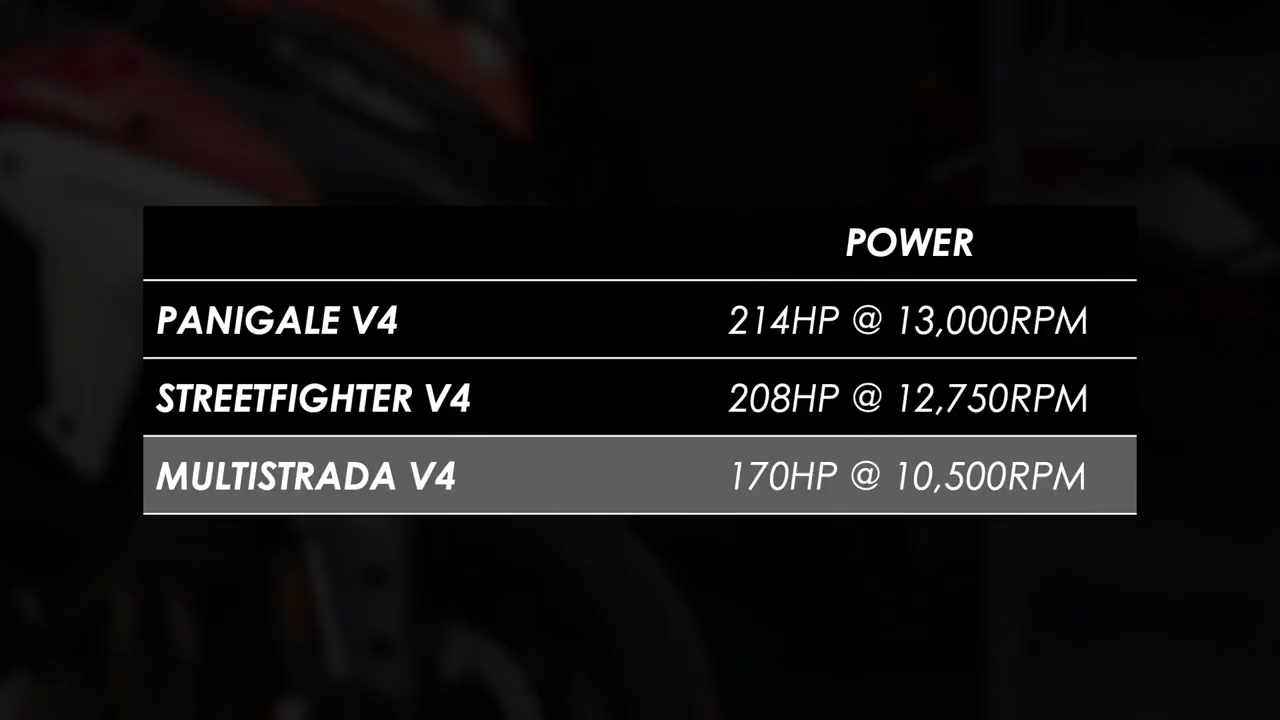 POWER
PANIGALE V4 214HP @ 13,000RPM
STREETFIGHTER V4 208HP @ 12,750RPM
MULTISTRADA V4 170HP @ 10,500RPM